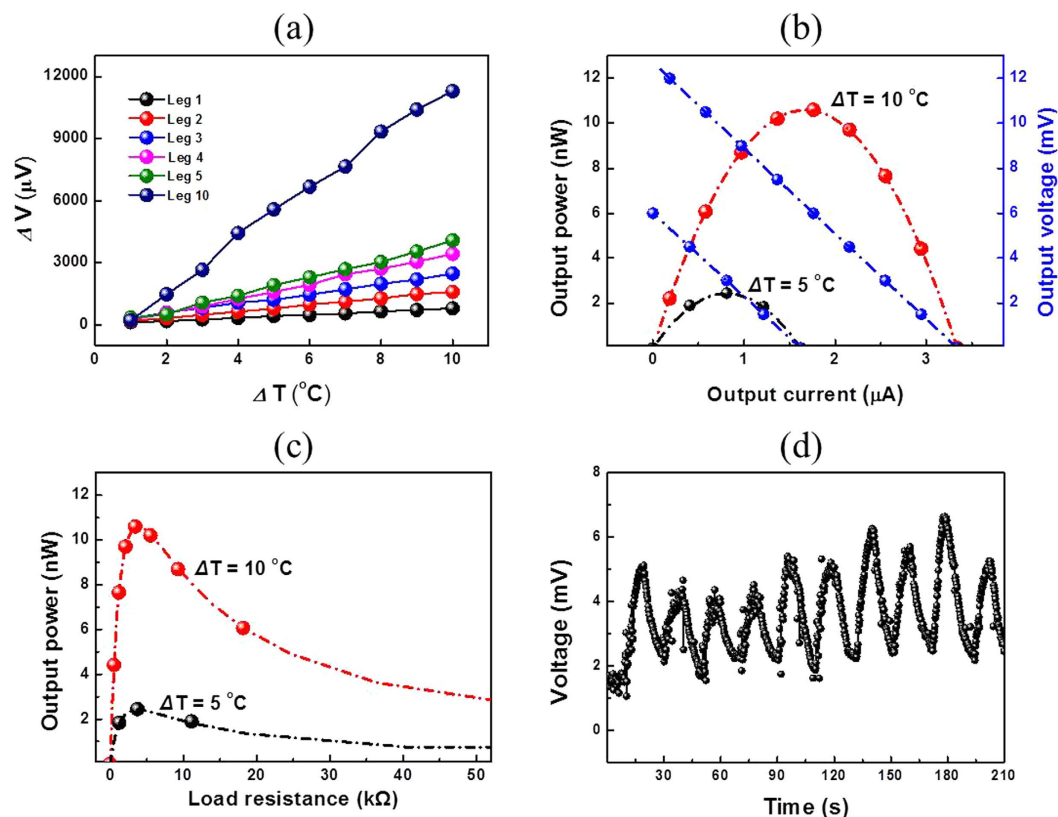 (a)
12000
9000
6000
3000
0
Δ V (μV)
Leg 1
Leg 2
Leg 3
Leg 4
Leg 5
Leg 10
0 2 4 6 8 10
Δ T (°C)
(b)
12
10
8
6
4
2
Output power (nW)
ΔT = 10 °C
ΔT = 5 °C
12
10
8
6
4
2
Output voltage (mV)
0 1 2 3
Output current (μA)
(c)
12
10
8
6
4
2
Output power (nW)
ΔT = 10 °C
ΔT = 5 °C
0 10 20 30 40 50
Load resistance (kΩ)
(d)
8
6
4
2
0
Voltage (mV)
30 60 90 120 150 180 210
Time (s)